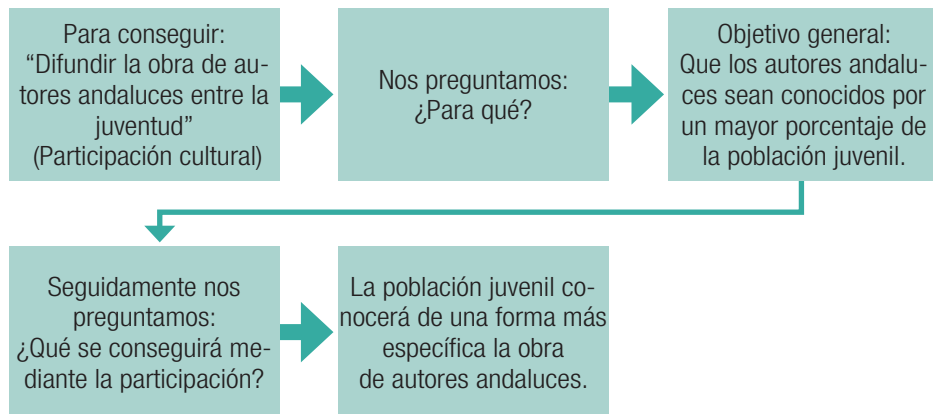 Para conseguir:
“Difundir la obra de au-
tores andaluces entre la
juventud”
(Participación cultural)
Nos preguntamos:
¿Para qué?
Objetivo general:
Que los autores andalu-
ces sean conocidos por
un mayor porcentaje de
la población juvenil.
Seguidamente nos
preguntamos:
¿Qué se conseguirá me-
diante la participación?
La población juvenil co-
nocerá de una forma más
específica la obra
de autores andaluces.